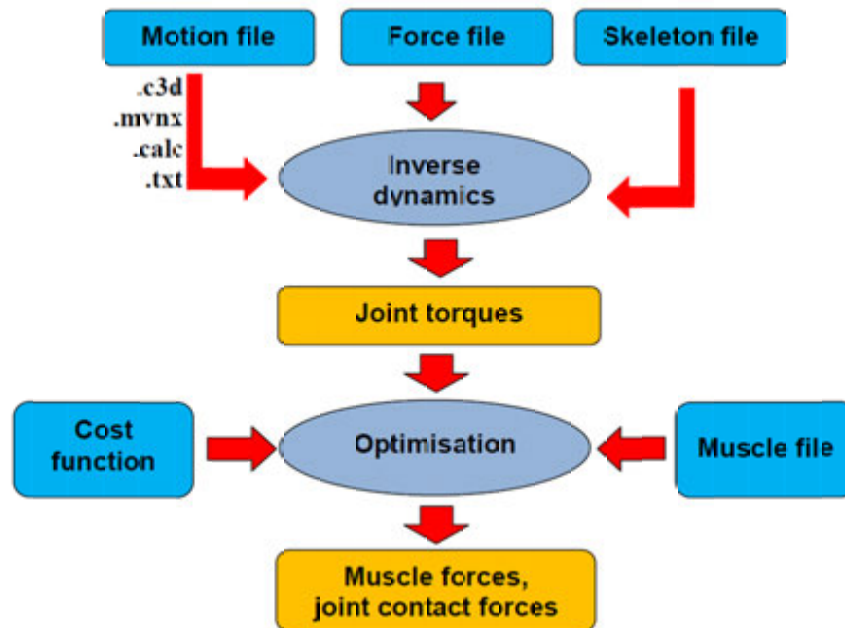 Motion file
Force file
Skeleton file
.c3d
.mvnx
.calc
.txt
Inverse
dynamics
Joint torques
Cost
function
Optimisation
Muscle file
Muscle forces,
joint contact forces